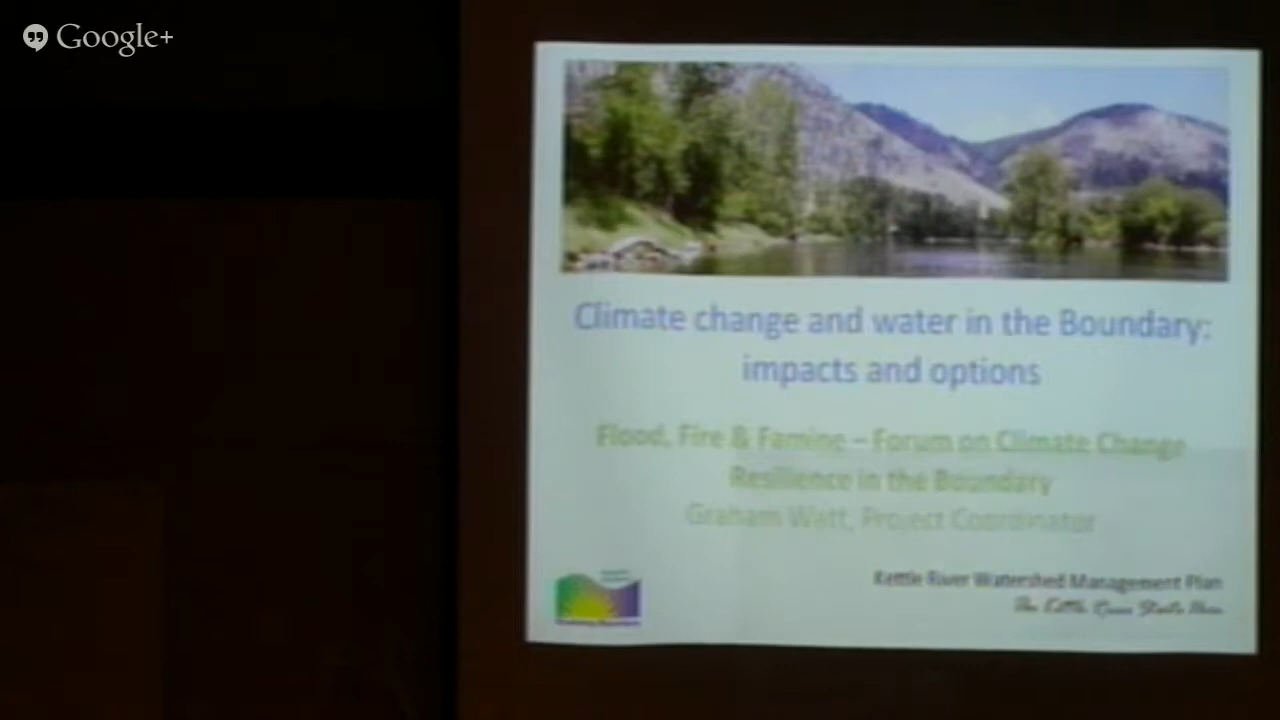 Google+
Climate change and water in the Boundary:
impacts and options
Flood, Fire & Famine – Forum on Climate Change
Resilience in the Boundary
Graham Watt, Project Coordinator
Kettle River Watershed Management Plan